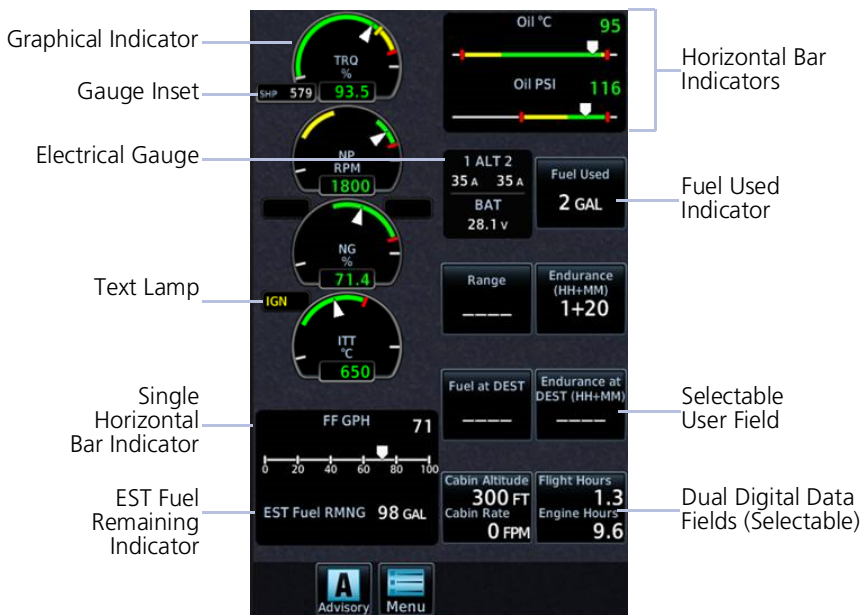 Graphical Indicator
Gauge Inset
Electrical Gauge
Text Lamp
Single
Horizontal
Bar Indicator
EST Fuel
Remaining
Indicator
TRQ
%
SHP 579
93.5
NP
RPM
1800
NG
%
71.4
IGN
ITT
°C
650
FF GPH 71
0 20 40 60 80 100
EST Fuel RMNG 98 GAL
Oil °C 95
Oil PSI 116
1 ALT 2
35 A 35 A
BAT
28.1 V
Fuel Used
2 GAL
Range
____
Endurance
(HH+MM)
1+20
Fuel at DEST
____
Endurance at
DEST (HH+MM)
____
Cabin Altitude
300 FT
Cabin Rate
0 FPM
Flight Hours
1.3
Engine Hours
9.6
A
Advisory
Menu
Horizontal Bar
Indicators
Fuel Used
Indicator
Selectable
User Field
Dual Digital Data
Fields (Selectable)